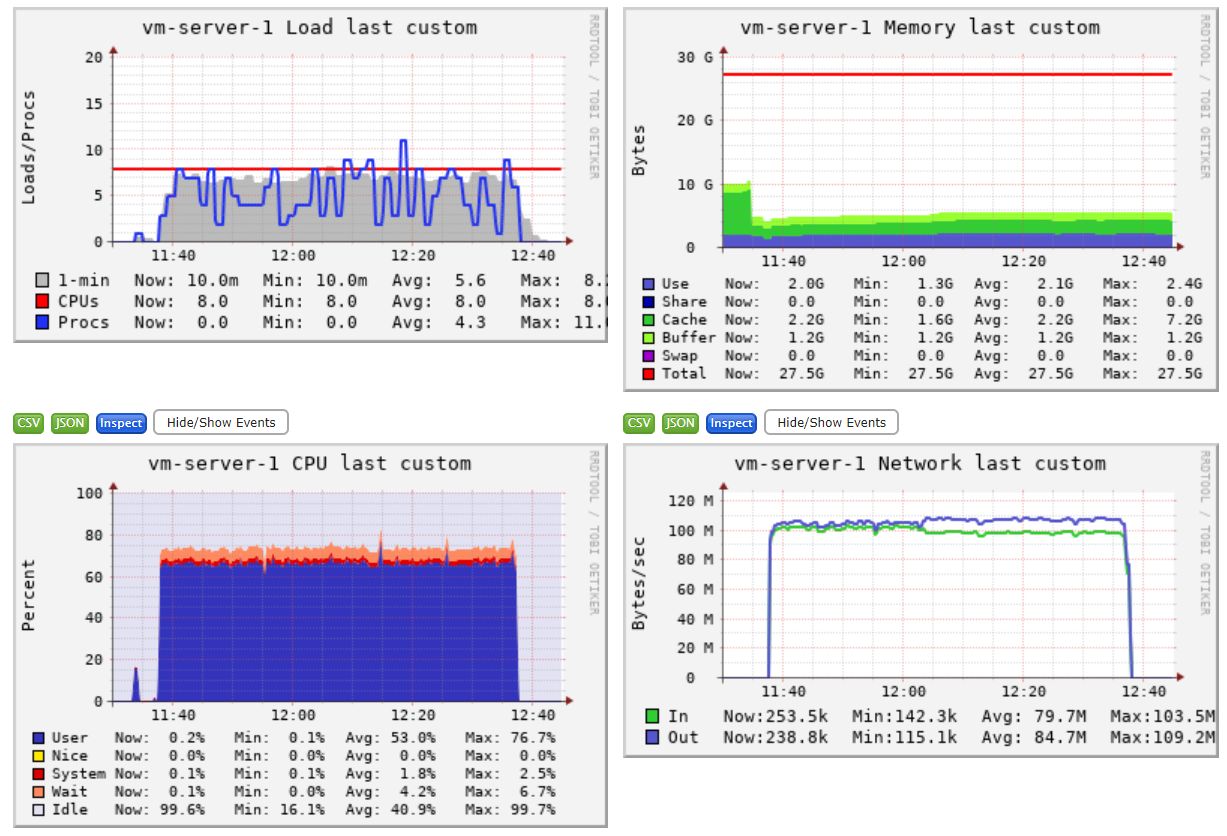 vm-server-1 Load last custom
RRDTOOL / TOBI OETIKER
Loads/Procs
20
15
10
5
0
11:40 12:00 12:20 12:40
1-min Now: 10.0m Min: 10.0m Avg: 5.6 Max: 8.
CPUs Now: 8.0 Min: 8.0 Avg: 8.0 Max: 8.
Procs Now: 0.0 Min: 0.0 Avg: 4.3 Max: 11.
vm-server-1 Memory last custom
RRDTOOL / TOBI OETIKER
Bytes
30 G
20 G
10 G
0
11:40 12:00 12:20 12:40
Use Now: 2.0G Min: 1.3G Avg: 2.1G Max: 2.4G
Share Now: 0.0 Min: 0.0 Avg: 0.0 Max: 0.0
Cache Now: 2.2G Min: 1.6G Avg: 2.2G Max: 7.2G
Buffer Now: 1.2G Min: 1.2G Avg: 1.2G Max: 1.2G
Swap Now: 0.0 Min: 0.0 Avg: 0.0 Max: 0.0
Total Now: 27.5G Min: 27.5G Avg: 27.5G Max: 27.5G
CSV JSON Inspect Hide/Show Events
CSV JSON Inspect Hide/Show Events
vm-server-1 CPU last custom
RRDTOOL / TOBI OETIKER
Percent
100
80
60
40
20
0
11:40 12:00 12:20 12:40
User Now: 0.2% Min: 0.1% Avg: 53.0% Max: 76.7%
Nice Now: 0.0% Min: 0.0% Avg: 0.0% Max: 0.0%
System Now: 0.1% Min: 0.1% Avg: 1.8% Max: 2.5%
Wait Now: 0.1% Min: 0.0% Avg: 4.2% Max: 6.7%
Idle Now: 99.6% Min: 16.1% Avg: 40.9% Max: 99.7%
vm-server-1 Network last custom
RRDTOOL / TOBI OETIKER
Bytes/sec
120 M
100 M
80 M
60 M
40 M
20 M
0
11:40 12:00 12:20 12:40
In Now:253.5k Min:142.3k Avg: 79.7M Max:103.5M
Out Now:238.8k Min:115.1k Avg: 84.7M Max:109.2M